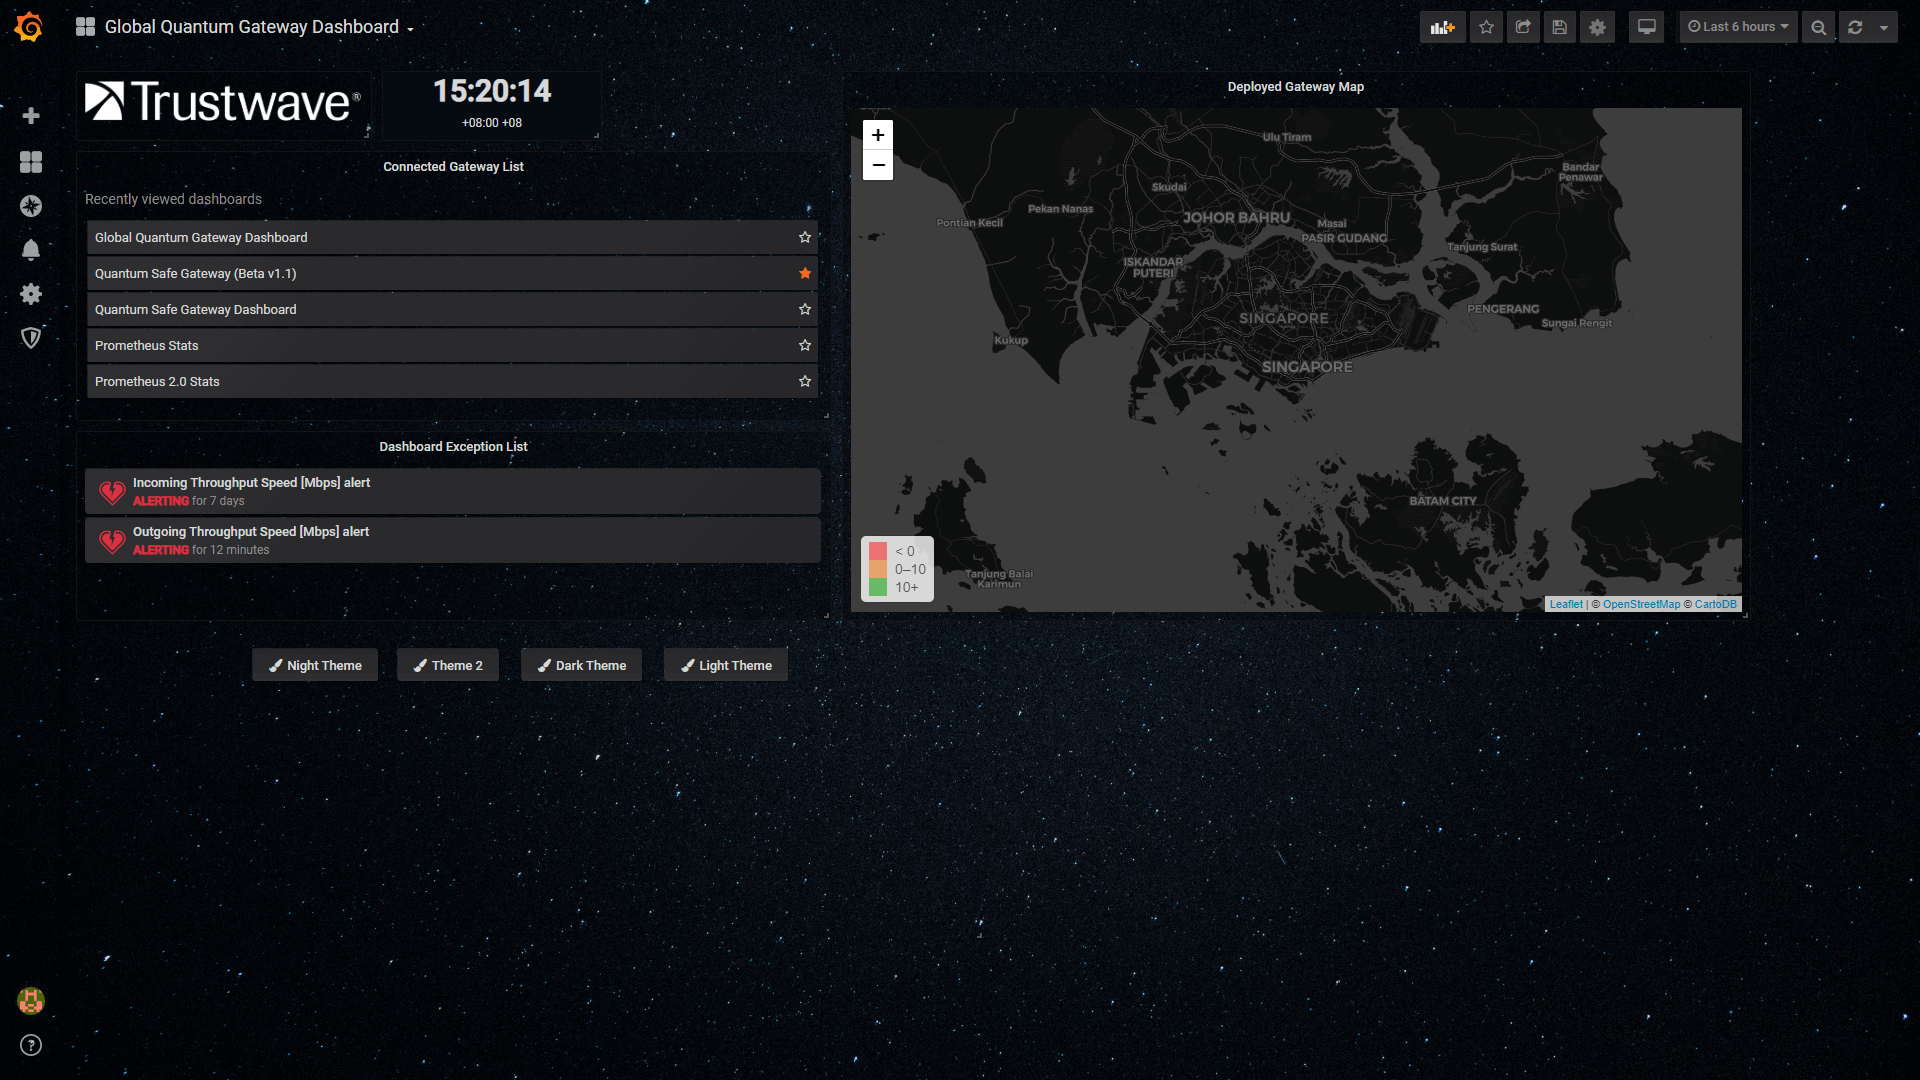 Global Quantum Gateway Dashboard
Last 6 hours
Trustwave®
15:20:14
+08:00 +08
Connected Gateway List
Recently viewed dashboards
Global Quantum Gateway Dashboard
Quantum Safe Gateway (Beta v1.1)
Quantum Safe Gateway Dashboard
Prometheus Stats
Prometheus 2.0 Stats
Dashboard Exception List
Incoming Throughput Speed [Mbps] alert
ALERTING for 7 days
Outgoing Throughput Speed [Mbps] alert
ALERTING for 12 minutes
Night Theme
Theme 2
Dark Theme
Light Theme
Deployed Gateway Map
+
−
Ulu Tiram
Bandar
Penawar
Skudai
Pekan Nanas
Pontian Kecil
JOHOR BAHRU
Masai
PASIR GUDANG
Tanjung Surat
ISKANDAR
PUTERI
SINGAPORE
PENGERANG
Sungai Rengit
Kukup
SINGAPORE
BATAM CITY
Tanjung Balai
Karimun
< 0
0–10
10+
Leaflet | © OpenStreetMap © CartoDB
?